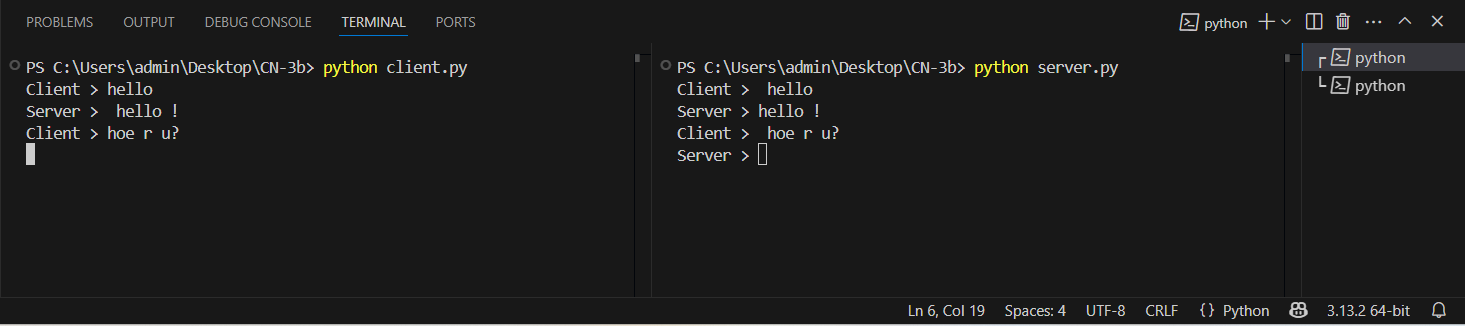 PROBLEMS OUTPUT DEBUG CONSOLE TERMINAL PORTS python
PS C:\Users\admin\Desktop\CN-3b> python client.py
Client > hello
Server >  hello !
Client > hoe r u?
PS C:\Users\admin\Desktop\CN-3b> python server.py
Client >  hello
Server > hello !
Client >  hoe r u?
Server >
python
python
Ln 6, Col 19 Spaces: 4 UTF-8 CRLF {} Python 3.13.2 64-bit